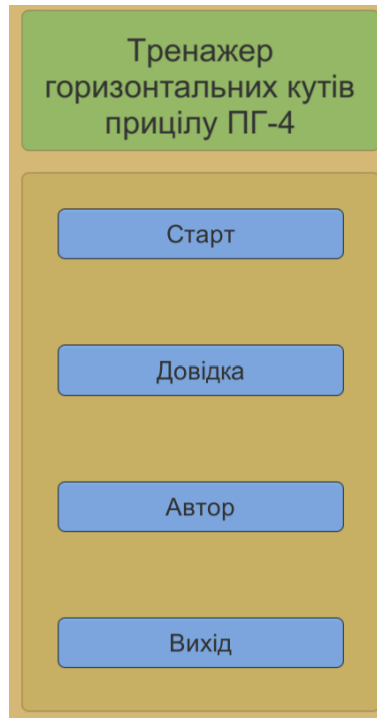 Тренажер
горизонтальних кутів
прицілу ПГ-4
Старт
Довідка
Автор
Вихід